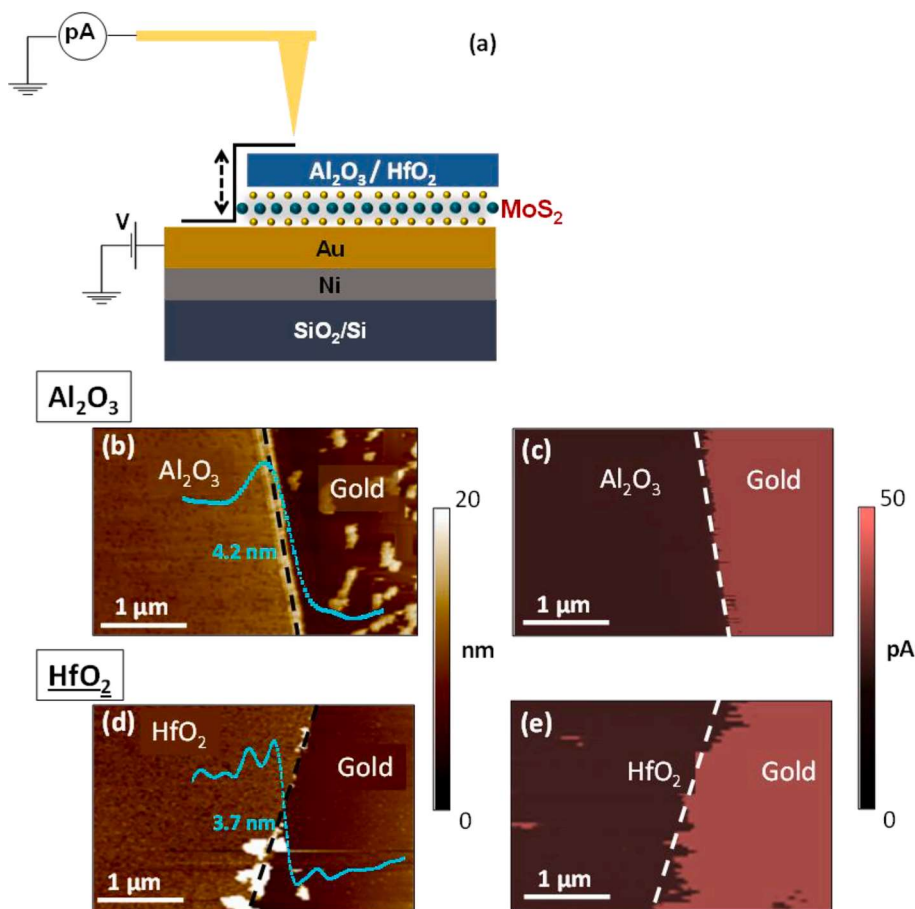 pA
(a)
Al₂O₃ / HfO₂
MoS₂
V
Au
Ni
SiO₂/Si
Al₂O₃
(b)
Al₂O₃
Gold
4.2 nm
1 µm
20
nm
0
(c)
Al₂O₃
Gold
1 µm
50
pA
0
HfO₂
(d)
HfO₂
Gold
3.7 nm
1 µm
(e)
HfO₂
Gold
1 µm